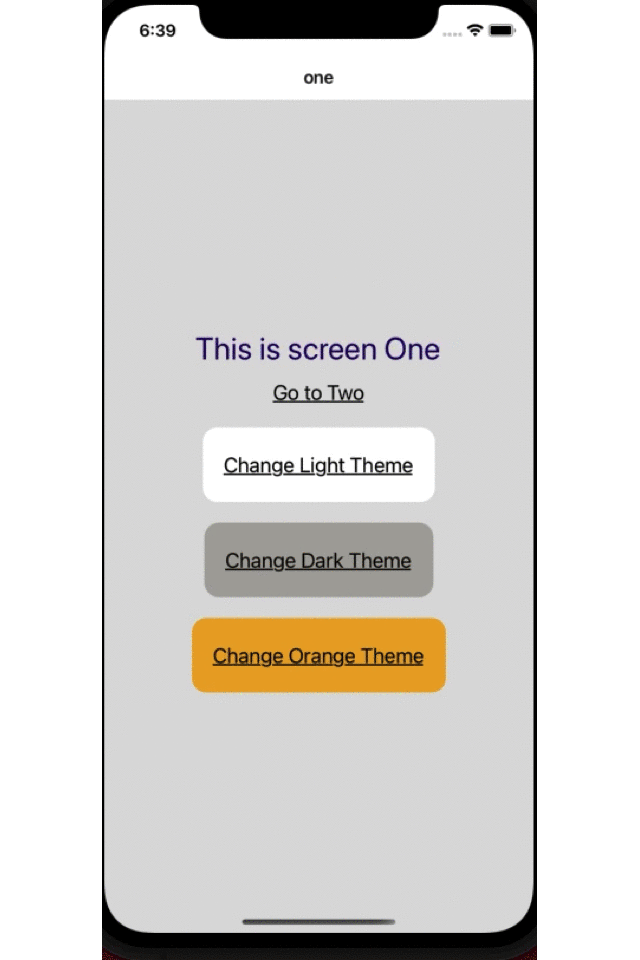 6:39
one
This is screen One
Go to Two
Change Light Theme
Change Dark Theme
Change Orange Theme